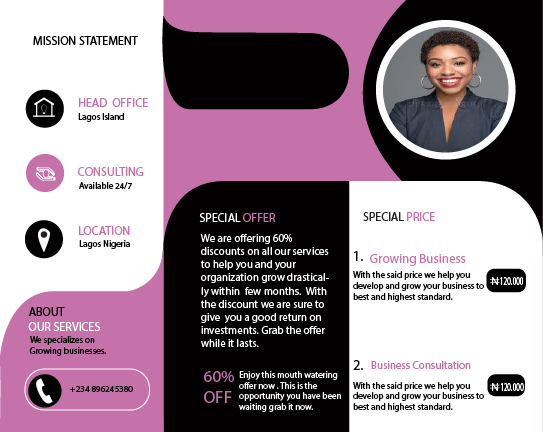 MISSION STATEMENT
HEAD OFFICE
Lagos Island
CONSULTING
Available 24/7
LOCATION
Lagos Nigeria
ABOUT
OUR SERVICES
We specializes on
Growing businesses.
+234 896245380
SPECIAL OFFER
We are offering 60%
discounts on all our services
to help you and your
organization grow drastical-
ly within few months. With
the discount we are sure to
give you a good return on
investments. Grab the offer
while it lasts.
60%
OFF
Enjoy this mouth watering
offer now . This is the
opportunity you have been
waiting grab it now.
SPECIAL PRICE
1. Growing Business
With the said price we help you
develop and grow your business to
best and highest standard.
₦120.000
2. Business Consultation
With the said price we help you
develop and grow your business to
best and highest standard.
₦120.000